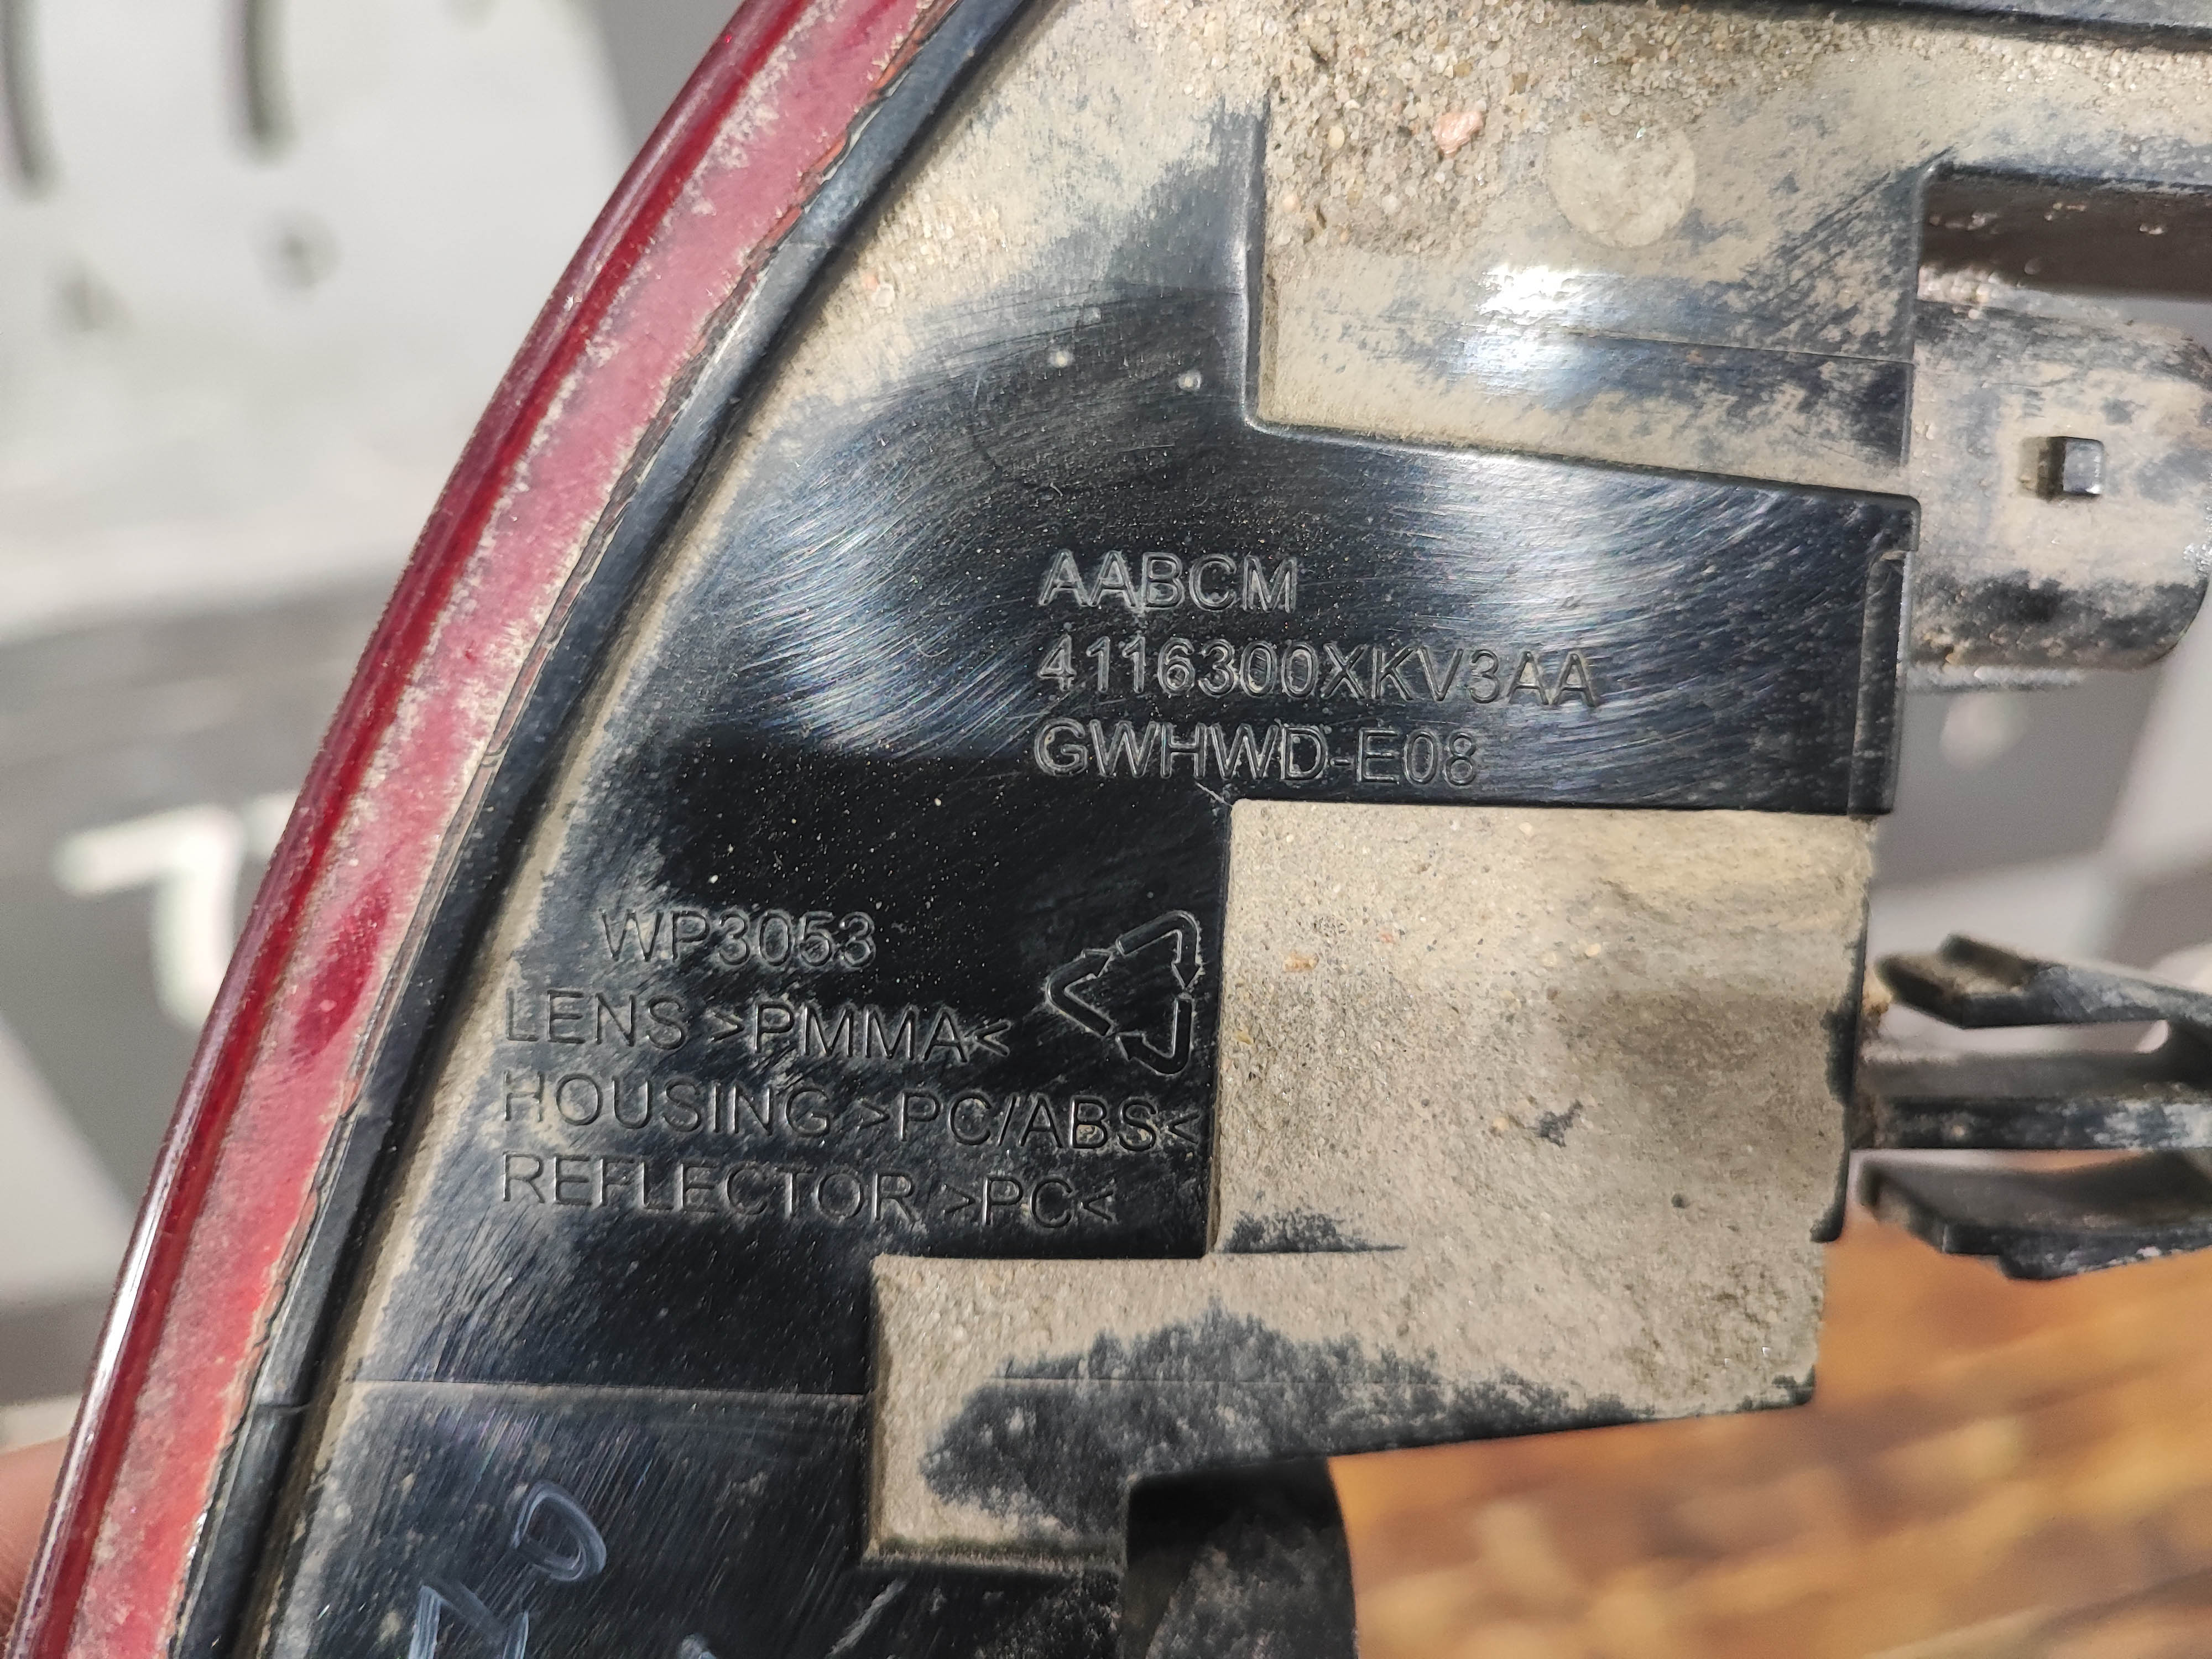 AABCM
4116300XKV3AA
GWHWD-E08
WP3053
LENS >PMMA<
HOUSING >PC/ABS<
REFLECTOR >PC<